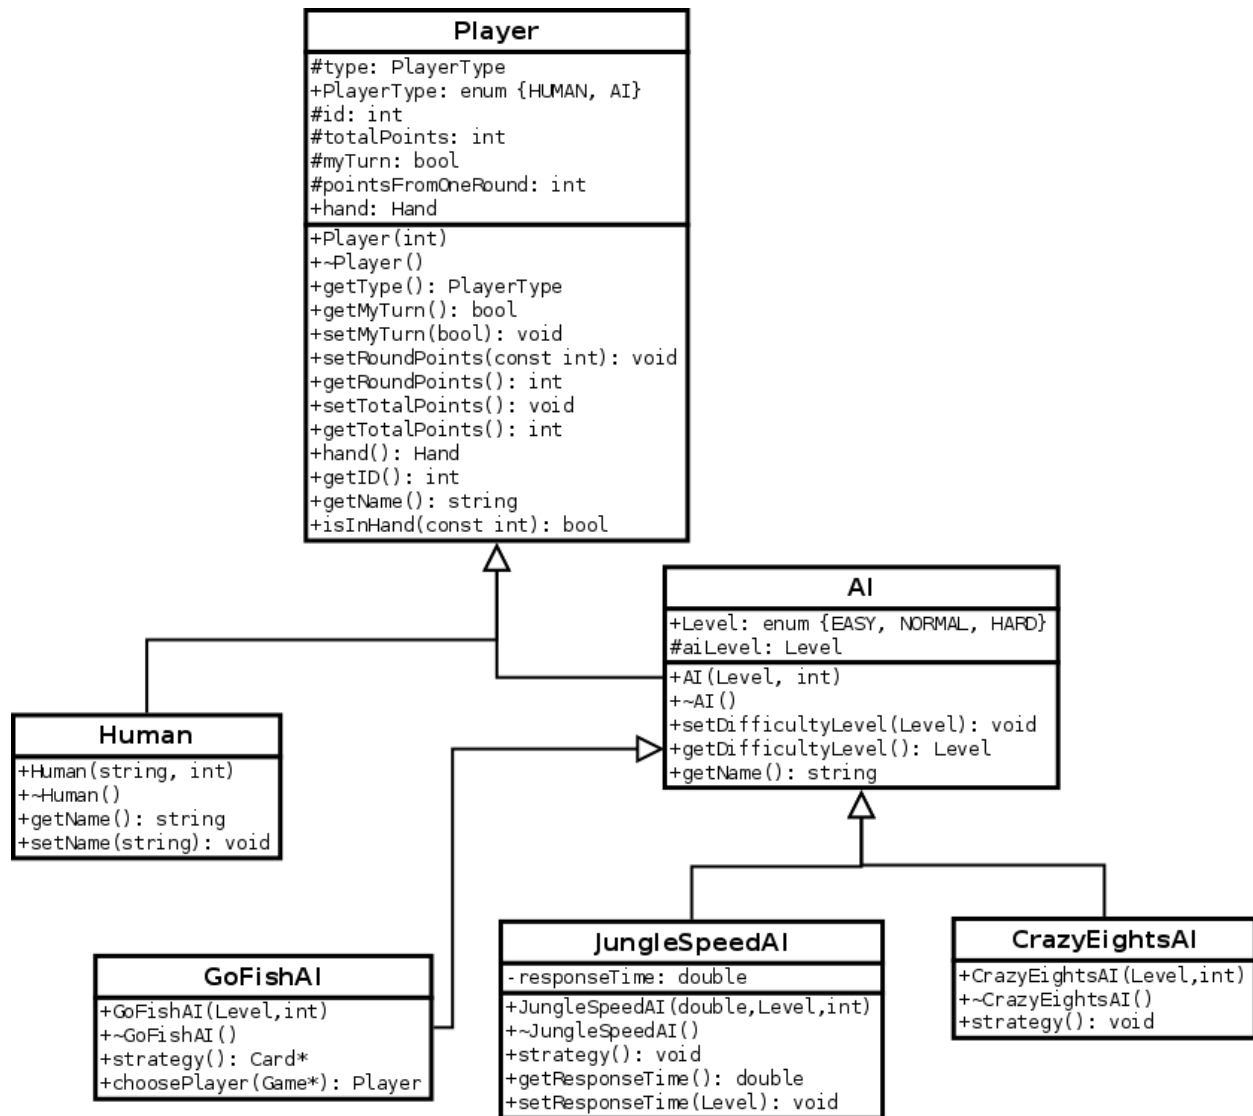 Player
#type: PlayerType
+PlayerType: enum {HUMAN, AI}
#id: int
#totalPoints: int
#myTurn: bool
#pointsFromOneRound: int
+hand: Hand
+Player(int)
+~Player()
+getType(): PlayerType
+getMyTurn(): bool
+setMyTurn(bool): void
+setRoundPoints(const int): void
+getRoundPoints(): int
+setTotalPoints(): void
+getTotalPoints(): int
+hand(): Hand
+getID(): int
+getName(): string
+isInHand(const int): bool
AI
+Level: enum {EASY, NORMAL, HARD}
#aiLevel: Level
+AI(Level, int)
+~AI()
+setDifficultyLevel(Level): void
+getDifficultyLevel(): Level
+getName(): string
Human
+Human(string, int)
+~Human()
+getName(): string
+setName(string): void
GoFishAI
+GoFishAI(Level,int)
+~GoFishAI()
+strategy(): Card*
+choosePlayer(Game*): Player
JungleSpeedAI
-responseTime: double
+JungleSpeedAI(double,Level,int)
+~JungleSpeedAI()
+strategy(): void
+getResponseTime(): double
+setResponseTime(Level): void
CrazyEightsAI
+CrazyEightsAI(Level,int)
+~CrazyEightsAI()
+strategy(): void